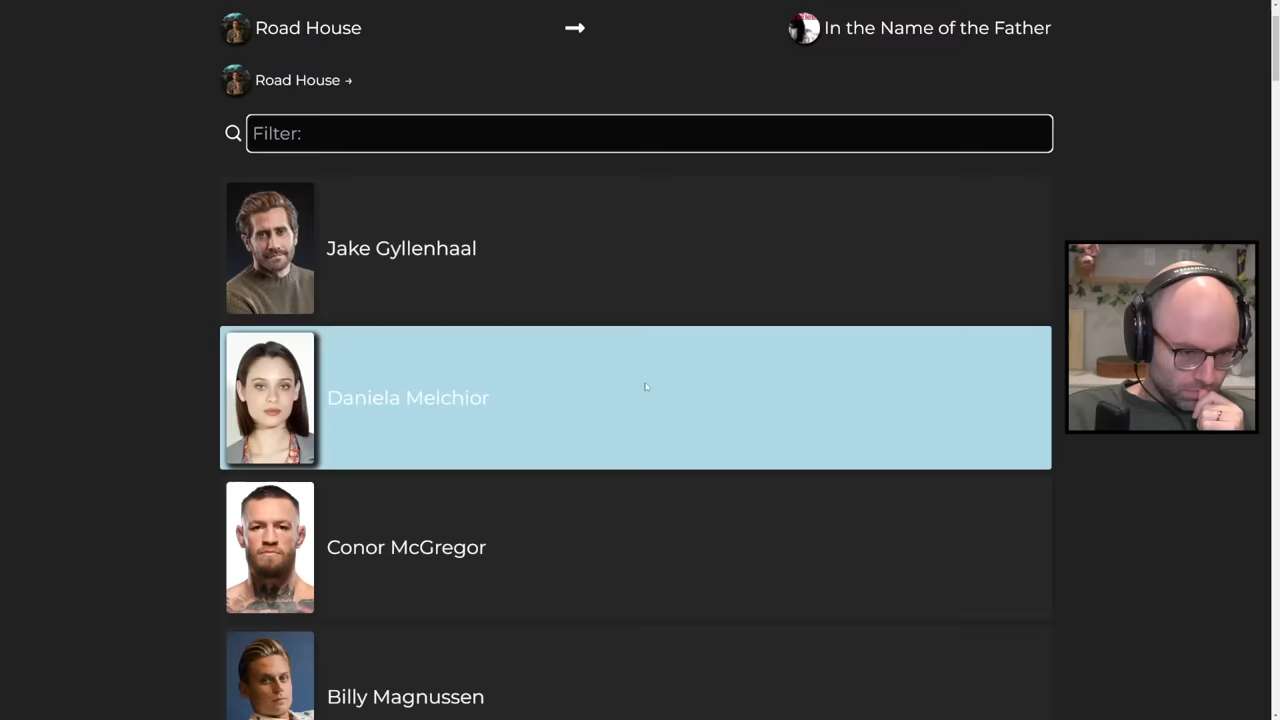 Road House
→
In the Name of the Father
Road House →
Filter:
Jake Gyllenhaal
Daniela Melchior
Conor McGregor
Billy Magnussen